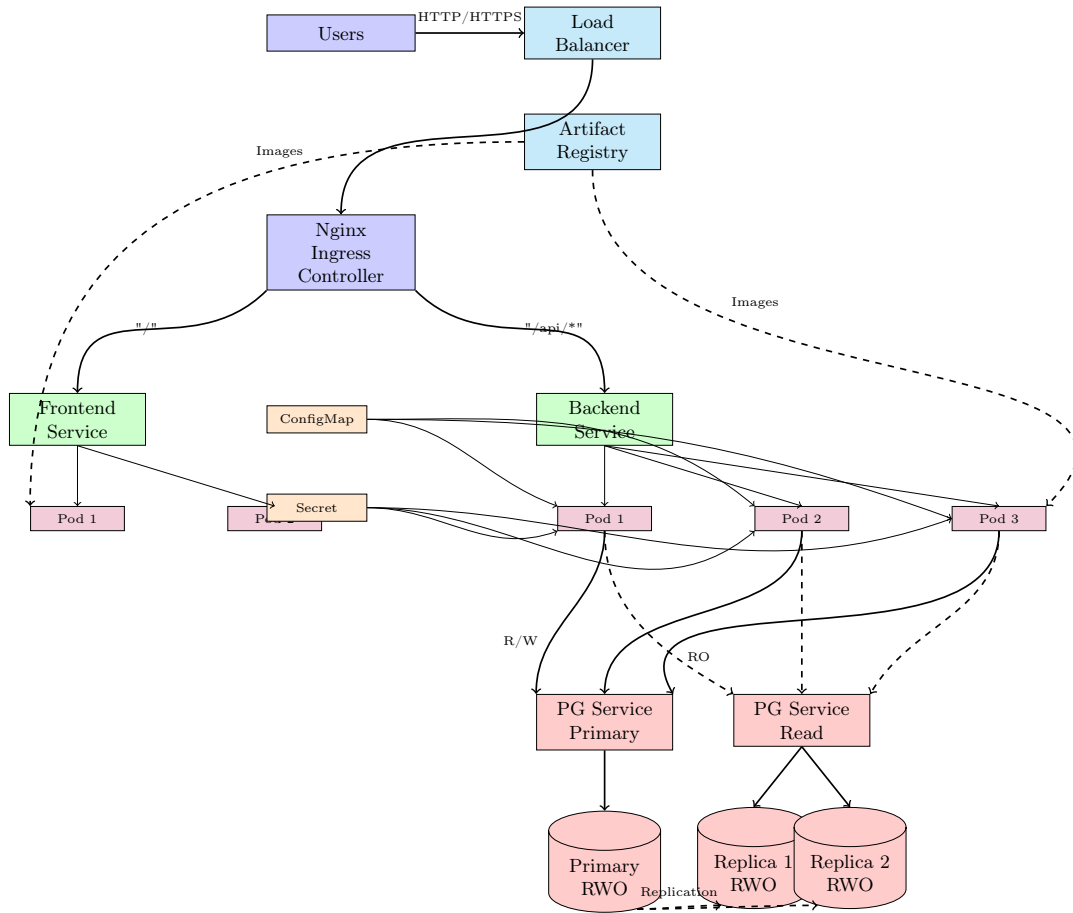 HTTP/HTTPS
Users
Load
Balancer
Artifact
Registry
Images
Nginx
Ingress
Controller
Images
"/"
"/api/*"
Frontend
Service
ConfigMap
Backend
Service
Pod 1
Secret
Pod 1
Pod 2
Pod 3
R/W
RO
PG Service
Primary
PG Service
Read
Primary
RWO
Replica 1
RWO
Replica 2
RWO
Replication